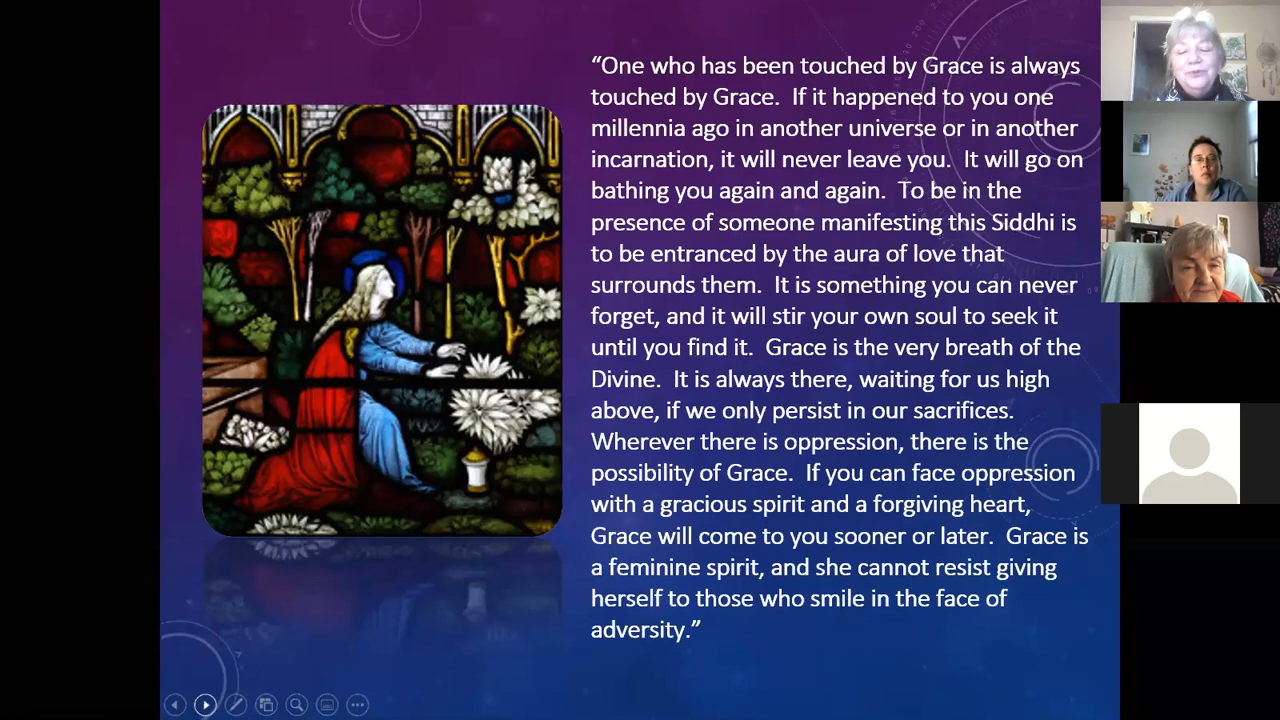 “One who has been touched by Grace is always
touched by Grace.  If it happened to you one
millennia ago in another universe or in another
incarnation, it will never leave you.  It will go on
bathing you again and again.  To be in the
presence of someone manifesting this Siddhi is
to be entranced by the aura of love that
surrounds them.  It is something you can never
forget, and it will stir your own soul to seek it
until you find it.  Grace is the very breath of the
Divine.  It is always there, waiting for us high
above, if we only persist in our sacrifices.
Wherever there is oppression, there is the
possibility of Grace.  If you can face oppression
with a gracious spirit and a forgiving heart,
Grace will come to you sooner or later.  Grace is
a feminine spirit, and she cannot resist giving
herself to those who smile in the face of
adversity.”